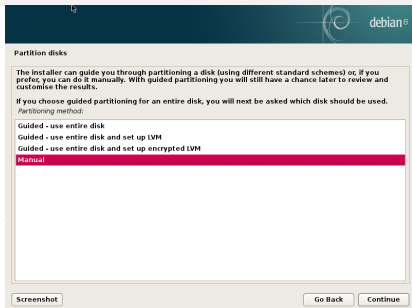 debian 8
Partition disks
The installer can guide you through partitioning a disk (using different standard schemes) or, if you
prefer, you can do it manually. With guided partitioning you will still have a chance later to review and
customise the results.
If you choose guided partitioning for an entire disk, you will next be asked which disk should be used.
Partitioning method:
Guided - use entire disk
Guided - use entire disk and set up LVM
Guided - use entire disk and set up encrypted LVM
Manual
Screenshot
Go Back
Continue